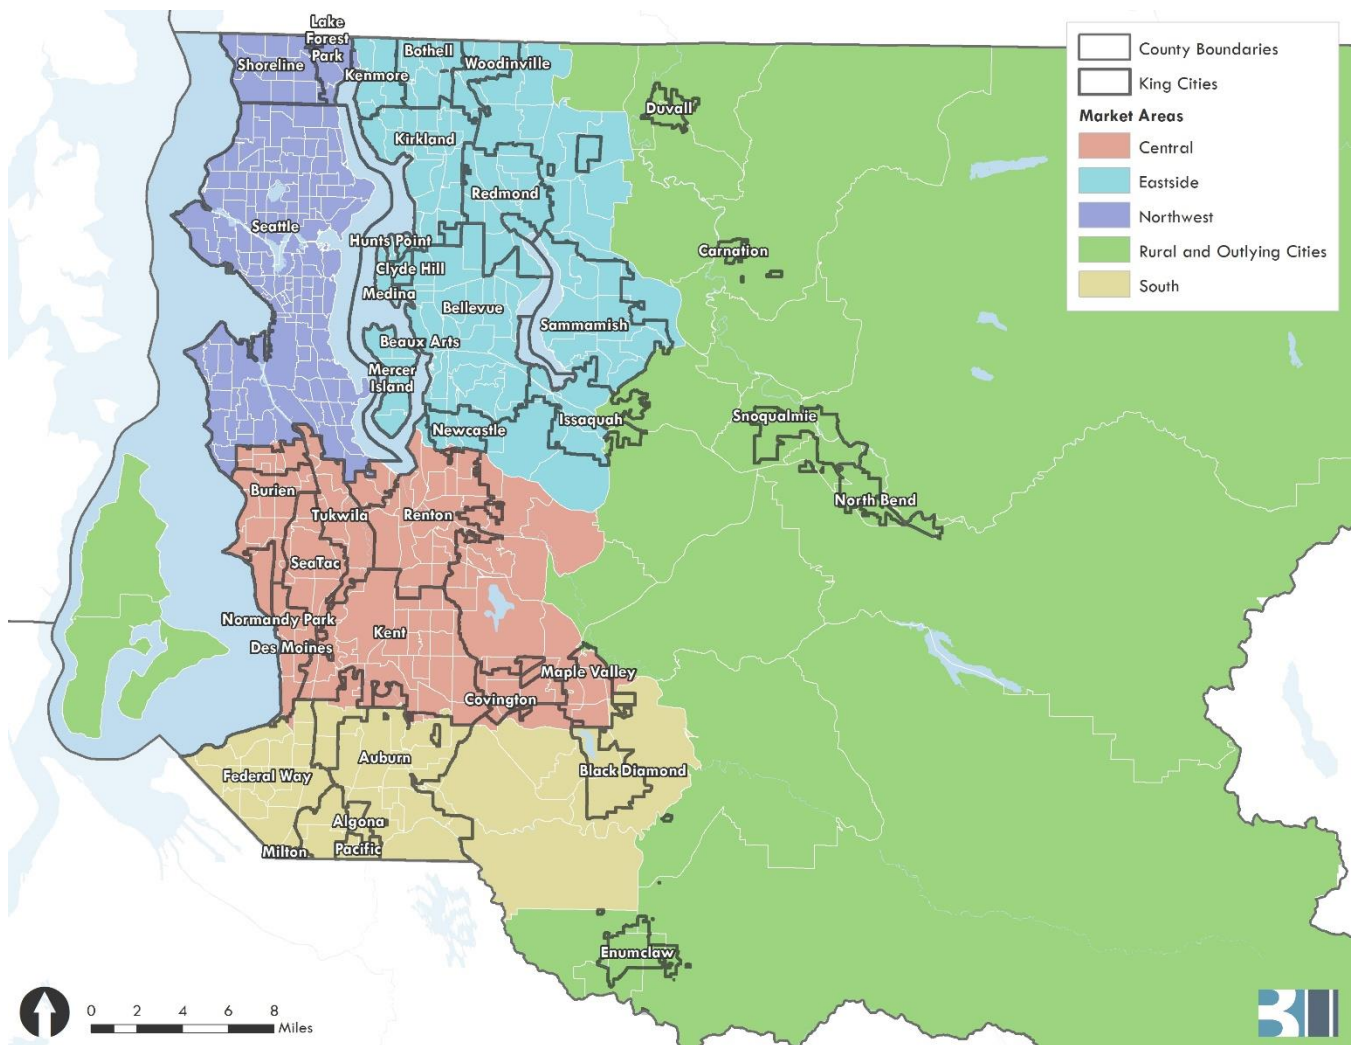 Lake
Forest
Park
Shoreline
Bothell
Kenmore
Woodinville
County Boundaries
King Cities
Market Areas
Central
Eastside
Northwest
Rural and Outlying Cities
South
Duvall
Kirkland
Redmond
Seattle
Hunts Point
Carnation
Clyde Hill
Medina
Bellevue
Sammamish
Beaux Arts
Mercer
Island
Snoqualmie
Issaquah
Newcastle
Burien
North Bend
Tukwila
Renton
SeaTac
Normandy Park
Kent
Des Moines
Maple Valley
Covington
Auburn
Black Diamond
Federal Way
Algona
Pacific
Milton
Enumclaw
0 2 4 6 8
Miles